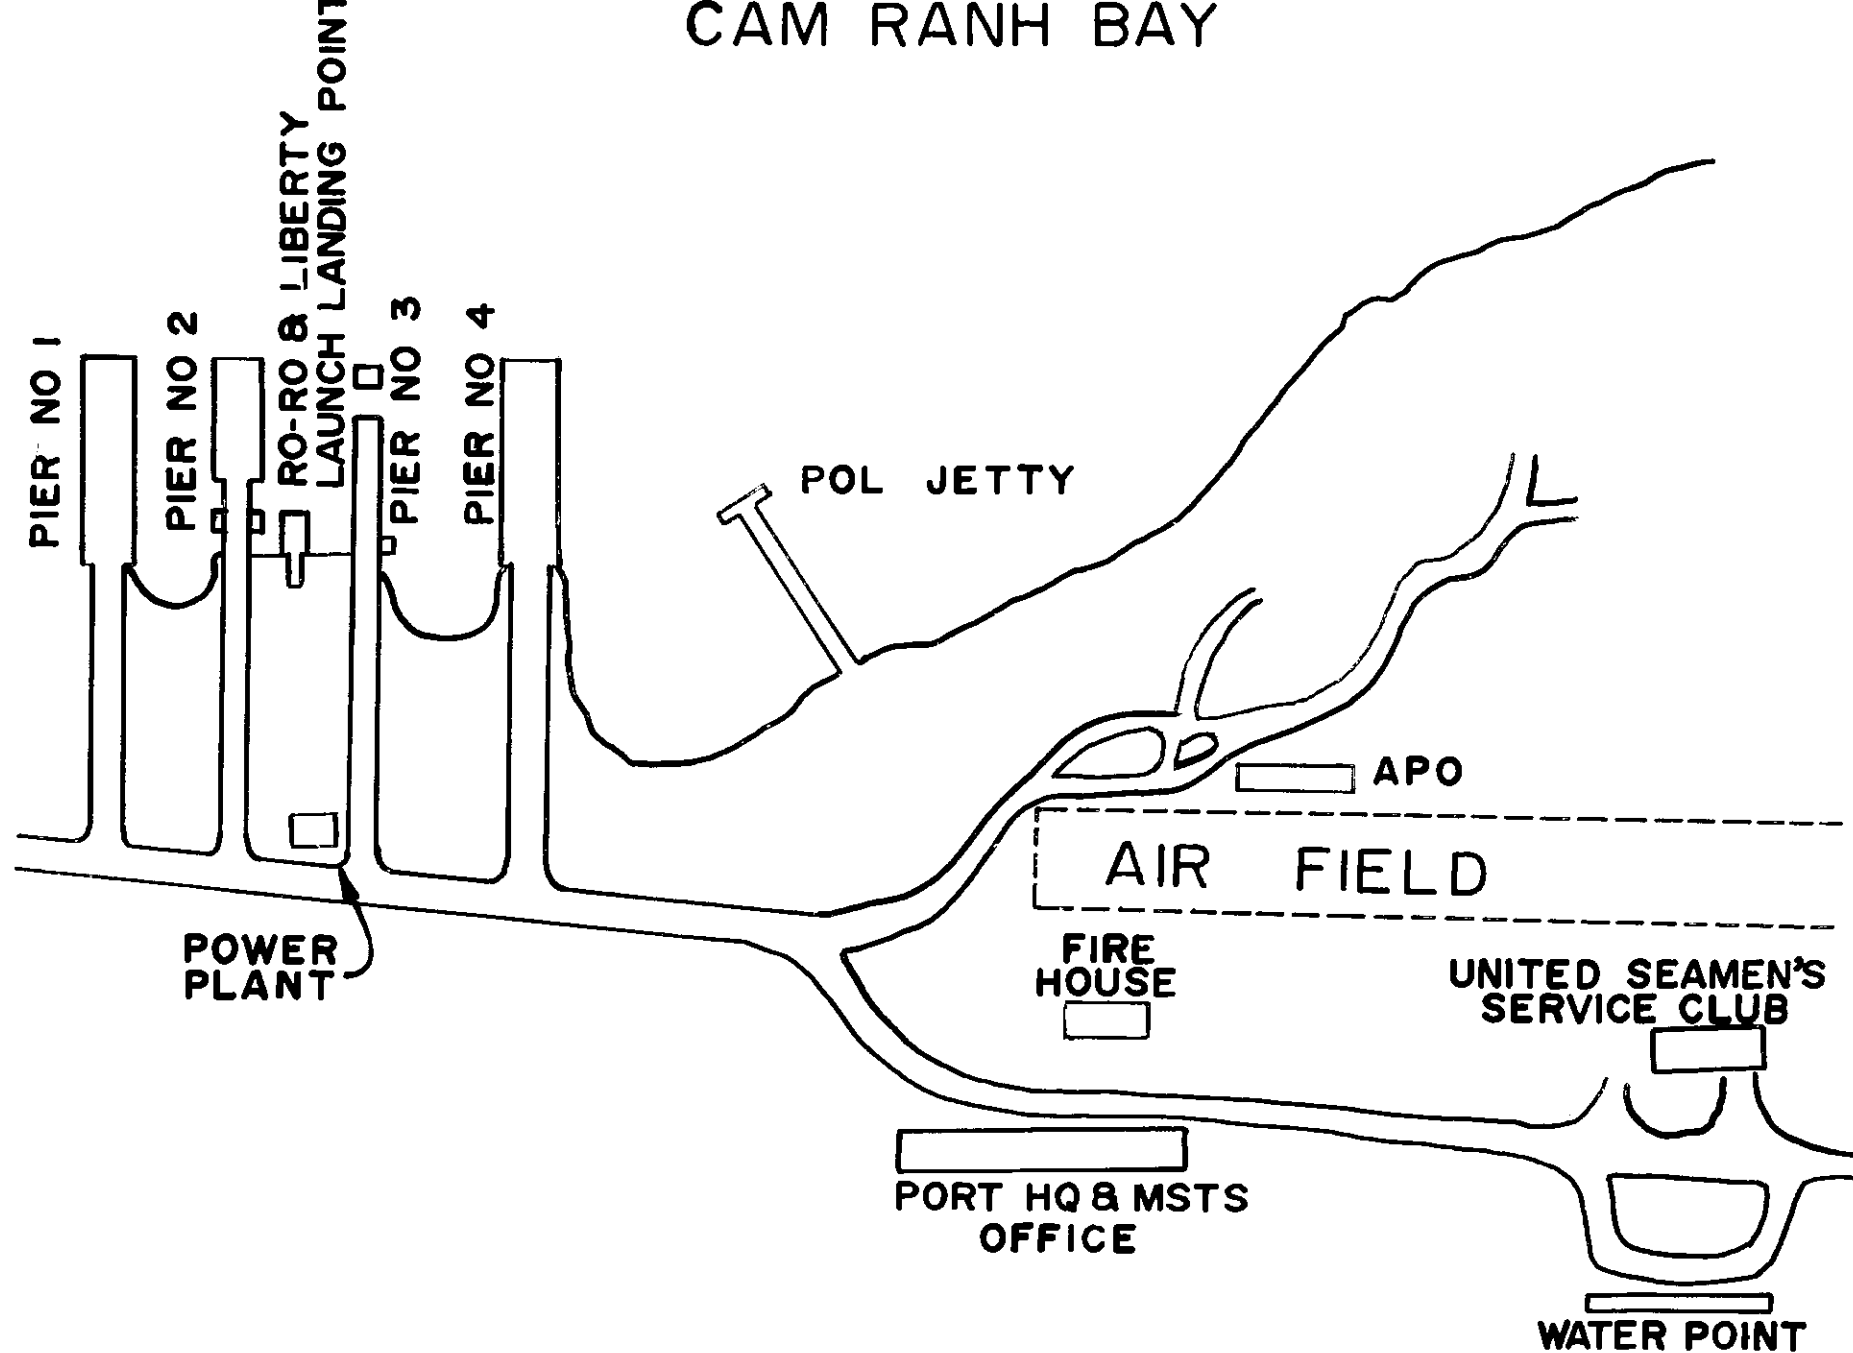 CAM RANH BAY
PIER NO 1
PIER NO 2
RO-RO & LIBERTY
LAUNCH LANDING POINT
PIER NO 3
PIER NO 4
POL JETTY
APO
AIR FIELD
POWER
PLANT
FIRE
HOUSE
UNITED SEAMEN'S
SERVICE CLUB
PORT HQ & MSTS
OFFICE
WATER POINT